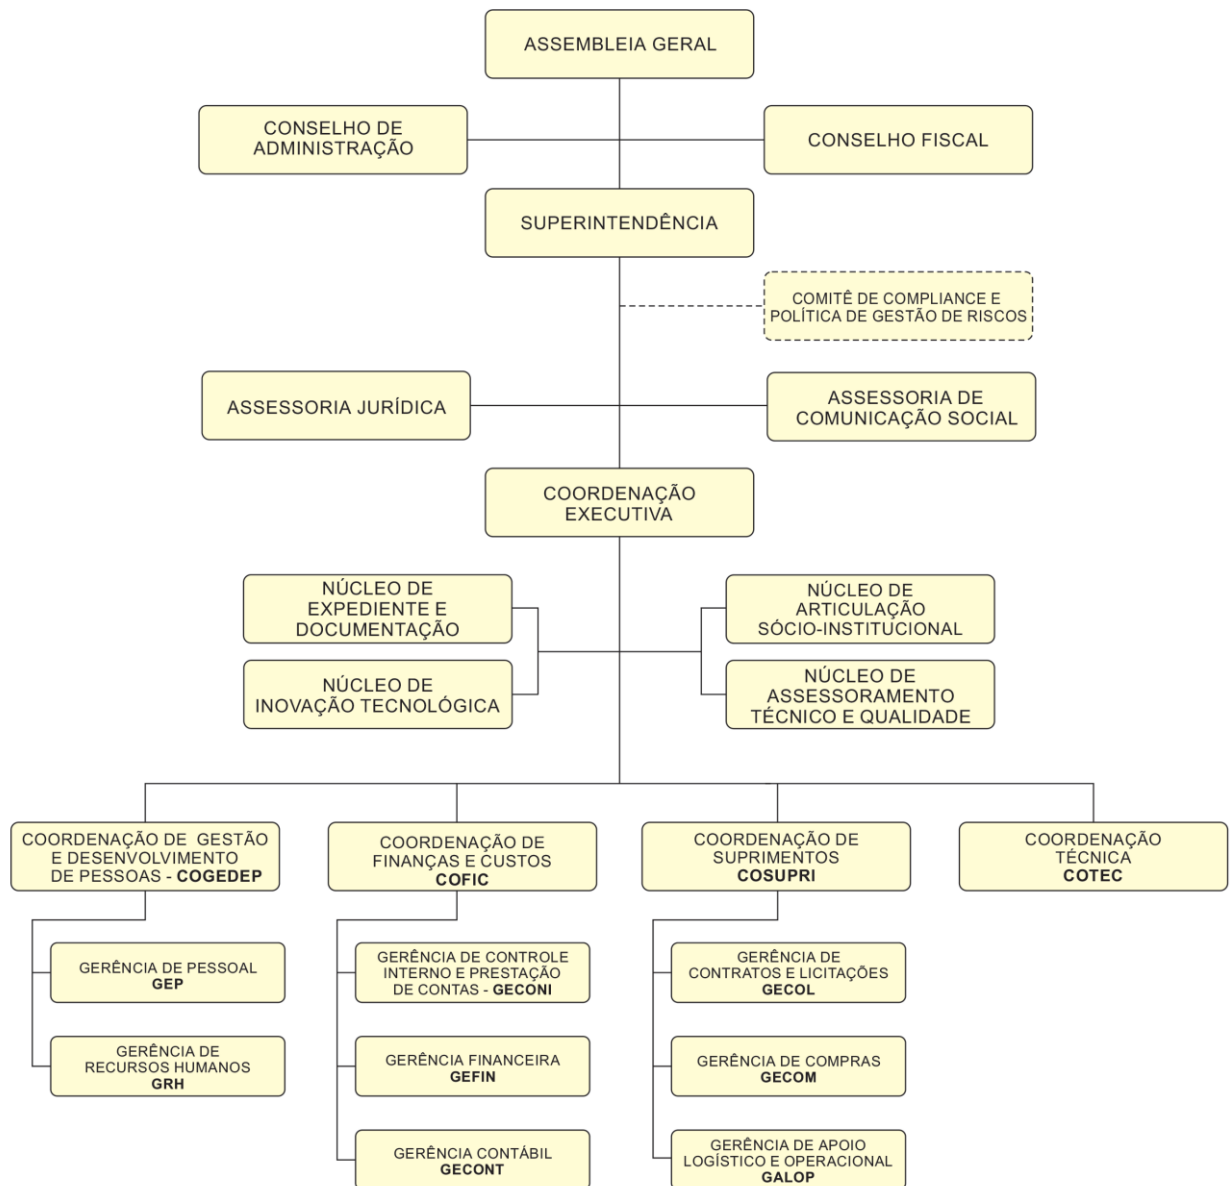 ASSEMBLEIA GERAL
CONSELHO DE
ADMINISTRAÇÃO
CONSELHO FISCAL
SUPERINTENDÊNCIA
COMITÊ DE COMPLIANCE E
POLÍTICA DE GESTÃO DE RISCOS
ASSESSORIA JURÍDICA
ASSESSORIA DE
COMUNICAÇÃO SOCIAL
COORDENAÇÃO
EXECUTIVA
NÚCLEO DE
EXPEDIENTE E
DOCUMENTAÇÃO
NÚCLEO DE
ARTICULAÇÃO
SÓCIO-INSTITUCIONAL
NÚCLEO DE
INOVAÇÃO TECNOLÓGICA
NÚCLEO DE
ASSESSORAMENTO
TÉCNICO E QUALIDADE
COORDENAÇÃO DE GESTÃO
E DESENVOLVIMENTO
DE PESSOAS - COGEDEP
COORDENAÇÃO DE
FINANÇAS E CUSTOS
COFIC
COORDENAÇÃO DE
SUPRIMENTOS
COSUPRI
COORDENAÇÃO
TÉCNICA
COTEC
GERÊNCIA DE PESSOAL
GEP
GERÊNCIA DE
RECURSOS HUMANOS
GRH
GERÊNCIA DE CONTROLE
INTERNO E PRESTAÇÃO
DE CONTAS - GECONI
GERÊNCIA FINANCEIRA
GEFIN
GERÊNCIA CONTÁBIL
GECONT
GERÊNCIA DE
CONTRATOS E LICITAÇÕES
GECOL
GERÊNCIA DE COMPRAS
GECOM
GERÊNCIA DE APOIO
LOGÍSTICO E OPERACIONAL
GALOP